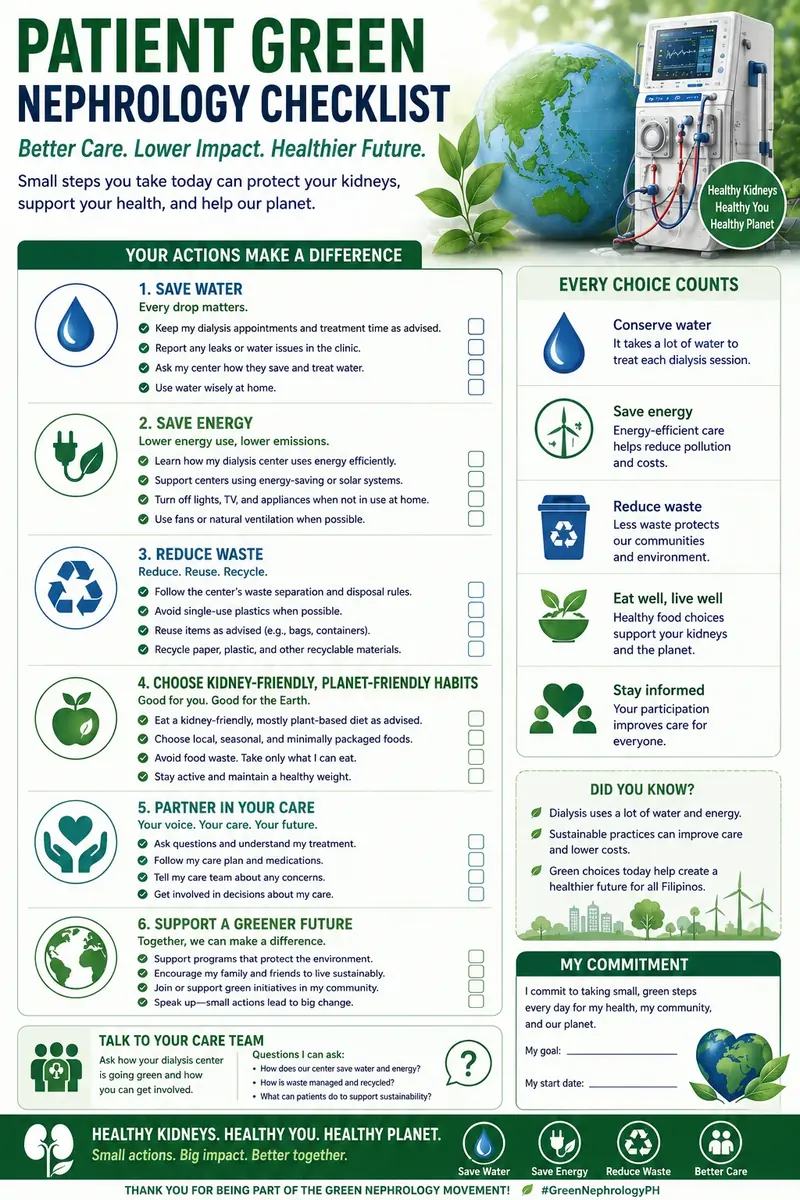 PATIENT GREEN
NEPHROLOGY CHECKLIST
Better Care. Lower Impact. Healthier Future.
Small steps you take today can protect your kidneys,
support your health, and help our planet.
Healthy Kidneys
Healthy You
Healthy Planet
YOUR ACTIONS MAKE A DIFFERENCE
1. SAVE WATER
Every drop matters.
Keep my dialysis appointments and treatment time as advised.
Report any leaks or water issues in the clinic.
Ask my center how they save and treat water.
Use water wisely at home.
2. SAVE ENERGY
Lower energy use, lower emissions.
Learn how my dialysis center uses energy efficiently.
Support centers using energy-saving or solar systems.
Turn off lights, TV, and appliances when not in use at home.
Use fans or natural ventilation when possible.
3. REDUCE WASTE
Reduce. Reuse. Recycle.
Follow the center's waste separation and disposal rules.
Avoid single-use plastics when possible.
Reuse items as advised (e.g., bags, containers).
Recycle paper, plastic, and other recyclable materials.
4. CHOOSE KIDNEY-FRIENDLY, PLANET-FRIENDLY HABITS
Good for you. Good for the Earth.
Eat a kidney-friendly, mostly plant-based diet as advised.
Choose local, seasonal, and minimally packaged foods.
Avoid food waste. Take only what I can eat.
Stay active and maintain a healthy weight.
5. PARTNER IN YOUR CARE
Your voice. Your care. Your future.
Ask questions and understand my treatment.
Follow my care plan and medications.
Tell my care team about any concerns.
Get involved in decisions about my care.
6. SUPPORT A GREENER FUTURE
Together, we can make a difference.
Support programs that protect the environment.
Encourage my family and friends to live sustainably.
Join or support green initiatives in my community.
Speak up—small actions lead to big change.
TALK TO YOUR CARE TEAM
Ask how your dialysis center
is going green and how
you can get involved.
Questions I can ask:
• How does our center save water and energy?
• How is waste managed and recycled?
• What can patients do to support sustainability?
?
EVERY CHOICE COUNTS
Conserve water
It takes a lot of water to
treat each dialysis session.
Save energy
Energy-efficient care
helps reduce pollution
and costs.
Reduce waste
Less waste protects
our communities
and environment.
Eat well, live well
Healthy food choices
support your kidneys
and the planet.
Stay informed
Your participation
improves care for
everyone.
DID YOU KNOW?
Dialysis uses a lot of water and energy.
Sustainable practices can improve care
and lower costs.
Green choices today help create a
healthier future for all Filipinos.
MY COMMITMENT
I commit to taking small, green steps
every day for my health, my community,
and our planet.
My goal:
My start date:
HEALTHY KIDNEYS. HEALTHY YOU. HEALTHY PLANET.
Small actions. Big impact. Better together.
Save Water
Save Energy
Reduce Waste
Better Care
THANK YOU FOR BEING PART OF THE GREEN NEPHROLOGY MOVEMENT!
#GreenNephrologyPH